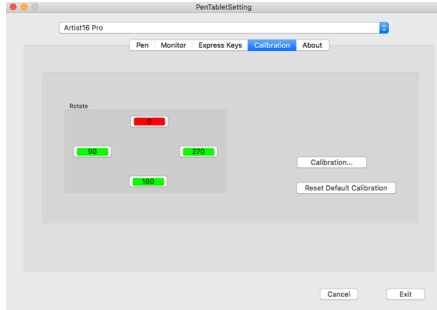 PenTabletSetting
Artist16 Pro
Pen Monitor Express Keys Calibration About
Rotate
0
90 270
180
Calibration...
Reset Default Calibration
Cancel Exit